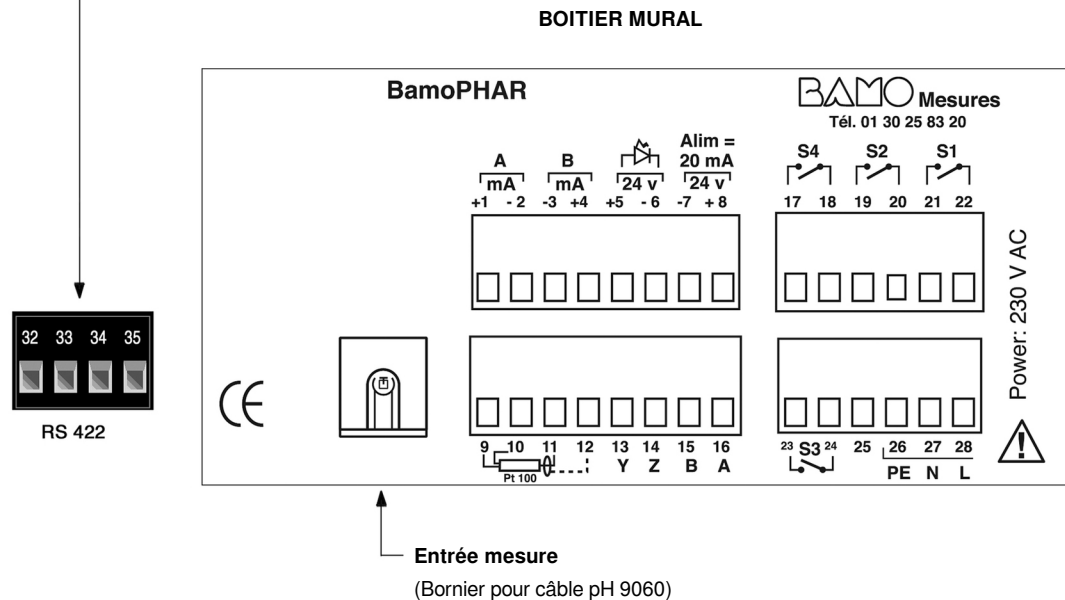 BOITIER MURAL
BamoPHAR
BAMO Mesures
Tél. 01 30 25 83 20
A B Alim =
mA mA 24 v 20 mA
24 v
S4 S2 S1
+1 - 2 -3 +4 +5 - 6 -7 + 8
17 18 19 20 21 22
Power: 230 V AC
32 33 34 35
RS 422
CE
9 10 11 12 13 14 15 16
Pt 100
Y Z B A
23 S3 24 25 26 27 28
PE N L
Entrée mesure
(Bornier pour câble pH 9060)